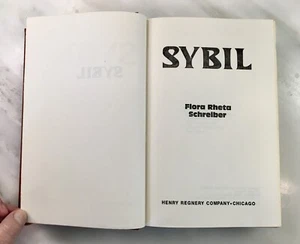 SYBIL
Flora Rheta
Schreiber
HENRY REGNERY COMPANY•CHICAGO